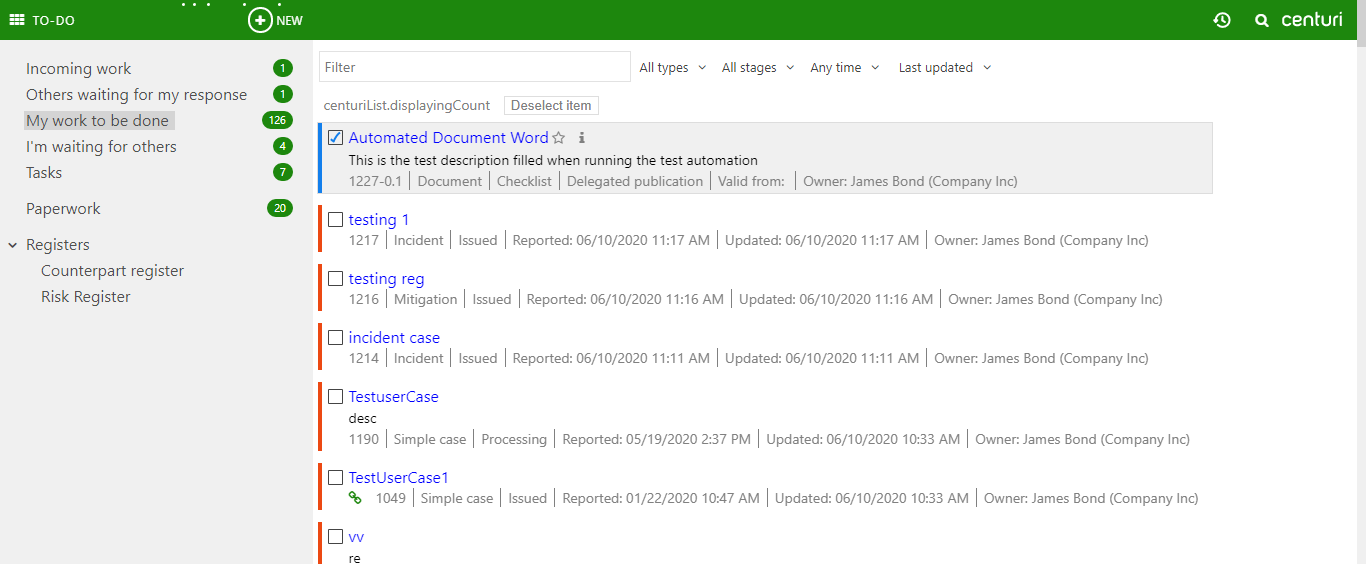 TO-DO NEW centuri
Incoming work 1
Others waiting for my response 1
My work to be done 126
I'm waiting for others 4
Tasks 7
Paperwork 20
Registers
Counterpart register
Risk Register
Filter All types All stages Any time Last updated
centuriList.displayingCount Deselect item
Automated Document Word
This is the test description filled when running the test automation
1227-0.1 Document Checklist Delegated publication Valid from: Owner: James Bond (Company Inc)
testing 1
1217 Incident Issued Reported: 06/10/2020 11:17 AM Updated: 06/10/2020 11:17 AM Owner: James Bond (Company Inc)
testing reg
1216 Mitigation Issued Reported: 06/10/2020 11:16 AM Updated: 06/10/2020 11:16 AM Owner: James Bond (Company Inc)
incident case
1214 Incident Issued Reported: 06/10/2020 11:11 AM Updated: 06/10/2020 11:11 AM Owner: James Bond (Company Inc)
TestuserCase
desc
1190 Simple case Processing Reported: 05/19/2020 2:37 PM Updated: 06/10/2020 10:33 AM Owner: James Bond (Company Inc)
TestUserCase1
1049 Simple case Issued Reported: 01/22/2020 10:47 AM Updated: 06/10/2020 10:33 AM Owner: James Bond (Company Inc)
vv
re